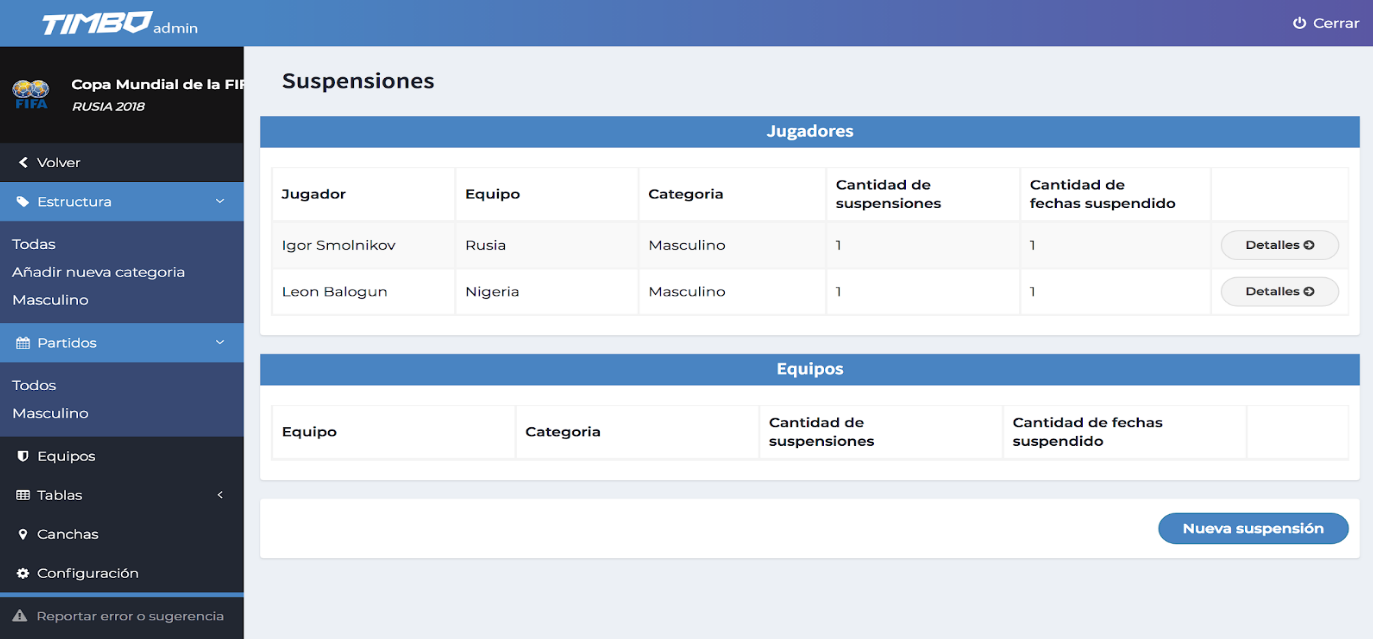 TIMBO admin
Cerrar
FIFA
Copa Mundial de la FIF
RUSIA 2018
Volver
Estructura
Todas
Añadir nueva categoria
Masculino
Partidos
Todos
Masculino
Equipos
Tablas
Canchas
Configuración
Reportar error o sugerencia
Suspensiones
Jugadores
Jugador Equipo Categoria Cantidad de suspensiones Cantidad de fechas suspendido
Igor Smolnikov Rusia Masculino 1 1 Detalles
Leon Balogun Nigeria Masculino 1 1 Detalles
Equipos
Equipo Categoria Cantidad de suspensiones Cantidad de fechas suspendido
Nueva suspensión